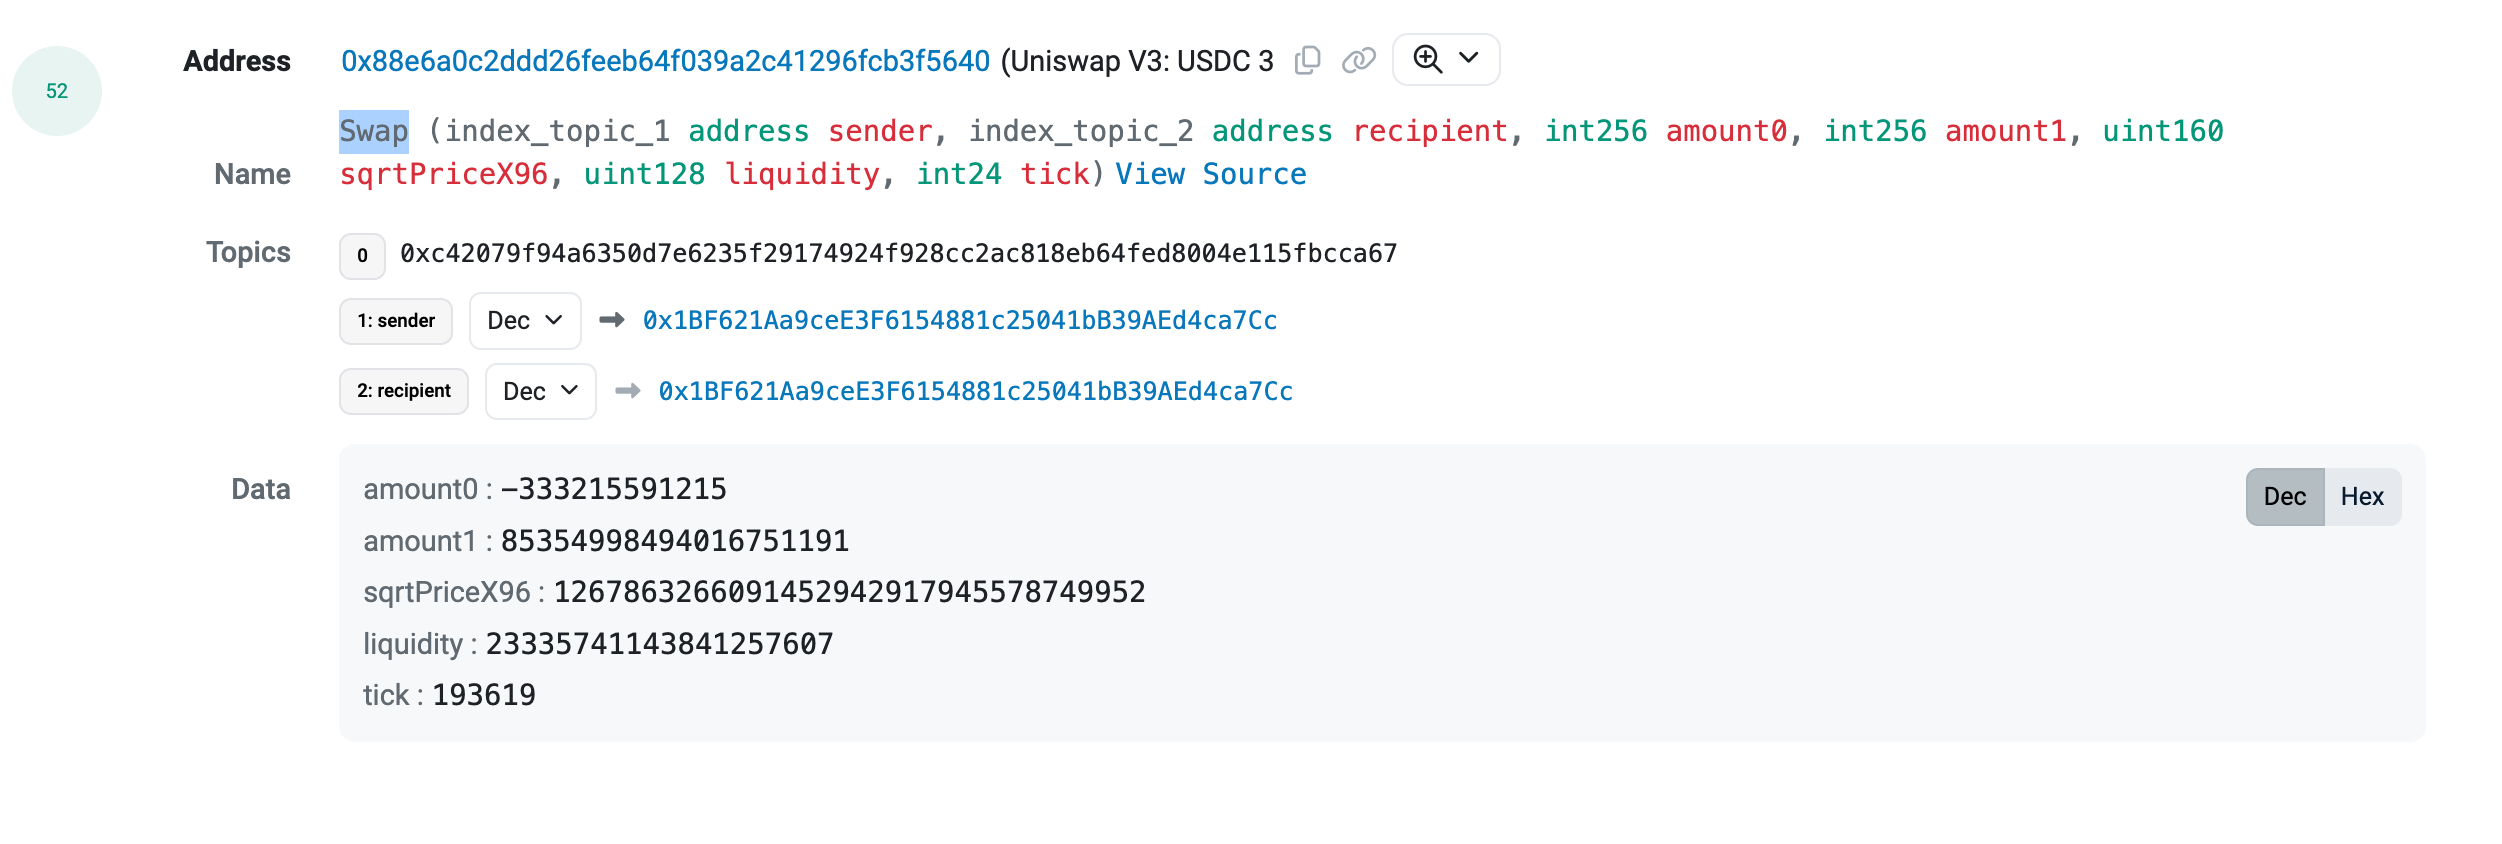 52
Address 0x88e6a0c2ddd26feeb64f039a2c41296fcb3f5640 (Uniswap V3: USDC 3
Swap (index_topic_1 address sender, index_topic_2 address recipient, int256 amount0, int256 amount1, uint160
Name sqrtPriceX96, uint128 liquidity, int24 tick) View Source
Topics 0 0xc42079f94a6350d7e6235f29174924f928cc2ac818eb64fed8004e115fbcca67
1: sender Dec 0x1BF621Aa9ceE3F6154881c25041bB39AEd4ca7Cc
2: recipient Dec 0x1BF621Aa9ceE3F6154881c25041bB39AEd4ca7Cc
Data amount0 : –333215591215
Dec Hex
amount1 : 85354998494016751191
sqrtPriceX96 : 1267863266091452942917945578749952
liquidity : 23335741143841257607
tick : 193619